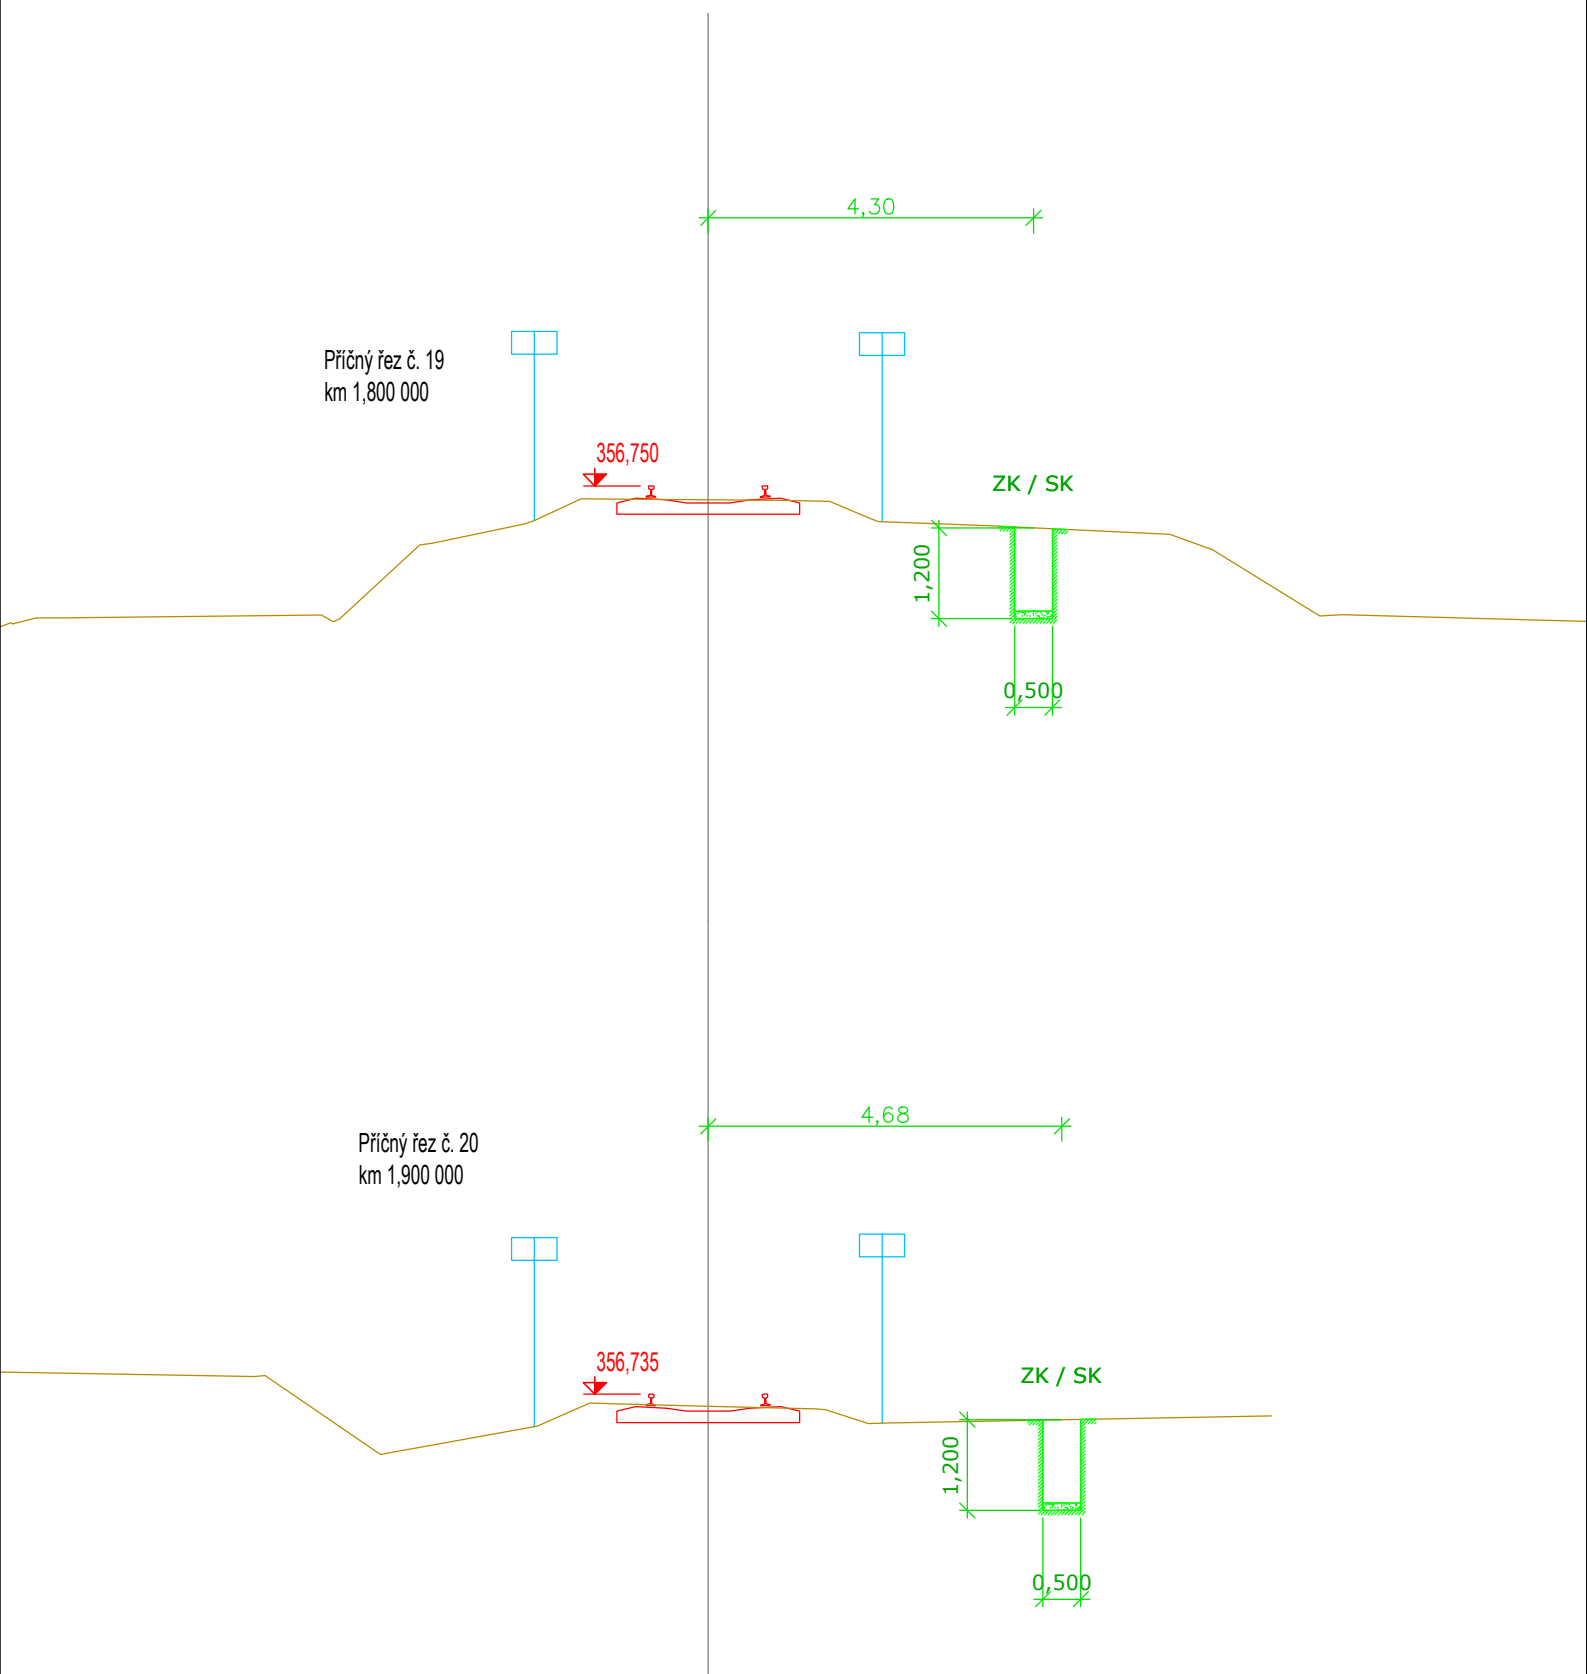 4,30
Příčný řez č. 19
km 1,800 000
356,750
ZK / SK
1,200
0,500
4,68
Příčný řez č. 20
km 1,900 000
356,735
ZK / SK
1,200
0,500